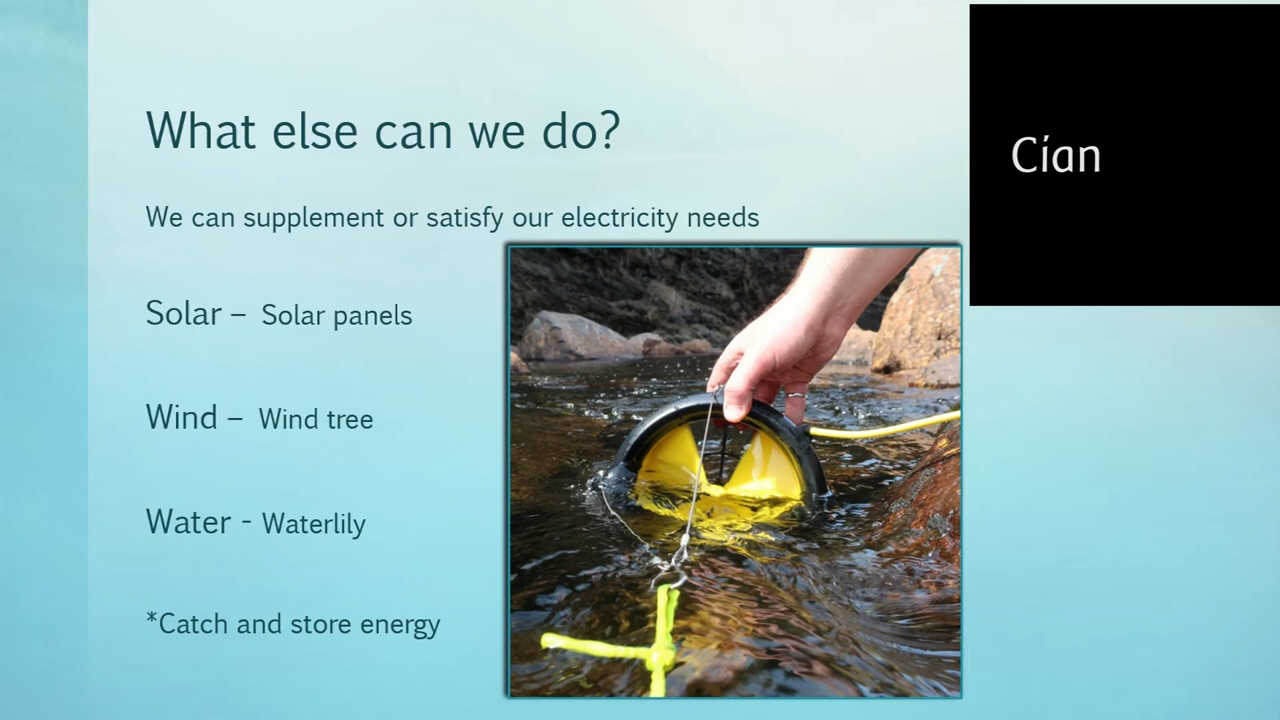 What else can we do?
We can supplement or satisfy our electricity needs
Solar – Solar panels
Wind – Wind tree
Water - Waterlily
*Catch and store energy
Cían